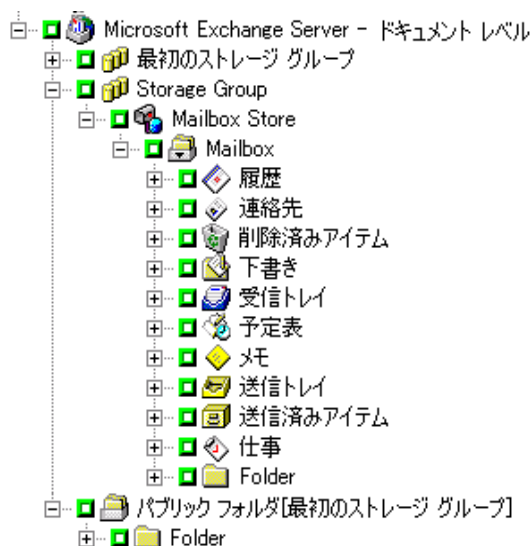 Microsoft Exchange Server - ドキュメント レベル
最初のストレージ グループ
Storage Group
Mailbox Store
Mailbox
履歴
連絡先
削除済みアイテム
下書き
受信トレイ
予定表
メモ
送信トレイ
送信済みアイテム
仕事
Folder
パブリック フォルダ[最初のストレージ グループ]
Folder